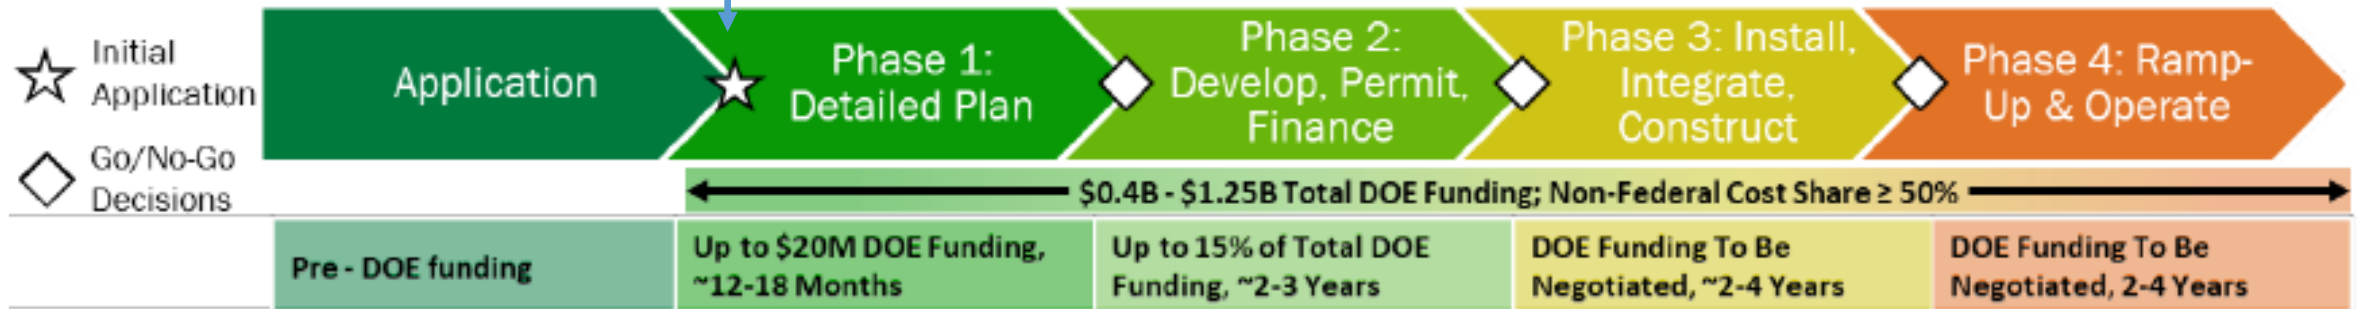 Initial
Application
Go/No-Go
Decisions
Application
Phase 1:
Detailed Plan
Phase 2:
Develop, Permit,
Finance
Phase 3: Install,
Integrate,
Construct
Phase 4: Ramp-
Up & Operate
$0.4B - $1.25B Total DOE Funding; Non-Federal Cost Share ≥ 50%
Pre - DOE funding
Up to $20M DOE Funding,
~12-18 Months
Up to 15% of Total DOE
Funding, ~2-3 Years
DOE Funding To Be
Negotiated, ~2-4 Years
DOE Funding To Be
Negotiated, 2-4 Years